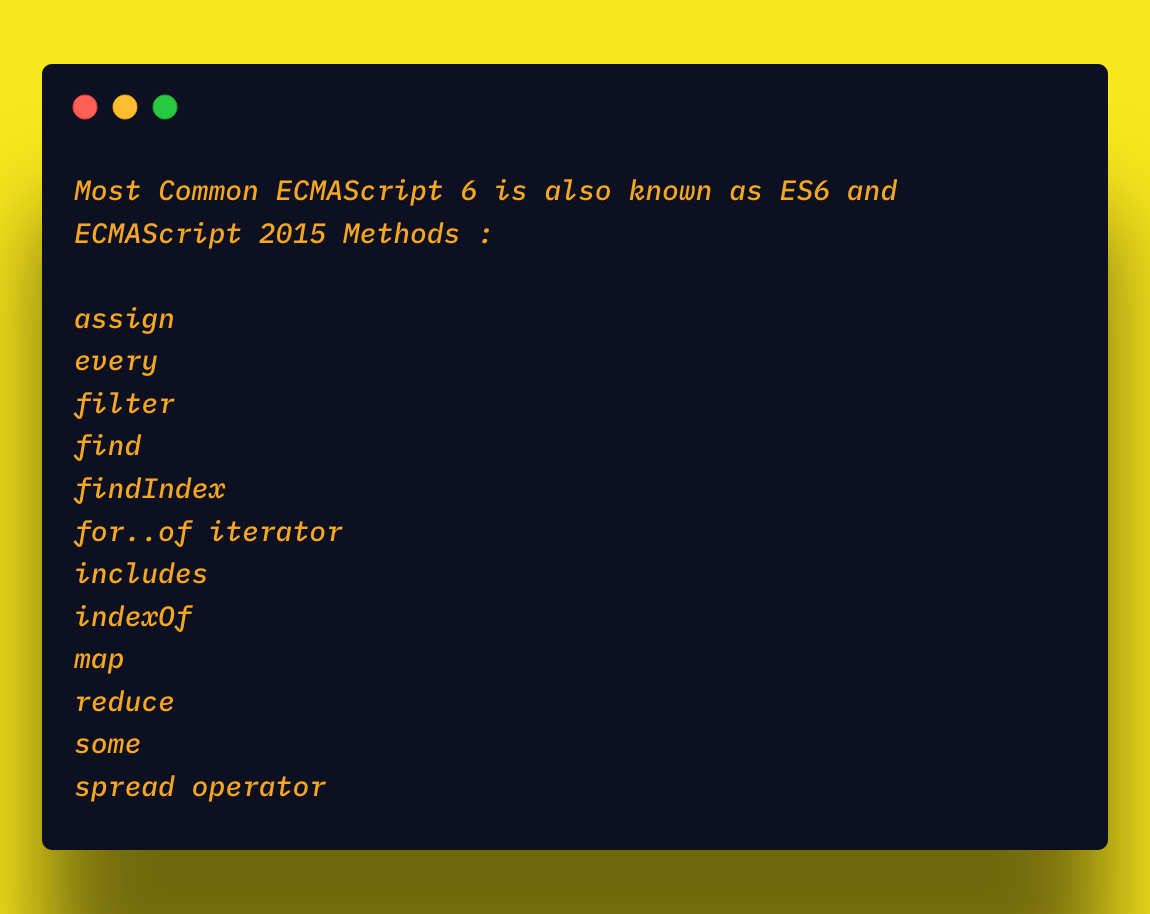 Most Common ECMAScript 6 is also known as ES6 and
ECMAScript 2015 Methods :
assign
every
filter
find
findIndex
for..of iterator
includes
indexOf
map
reduce
some
spread operator